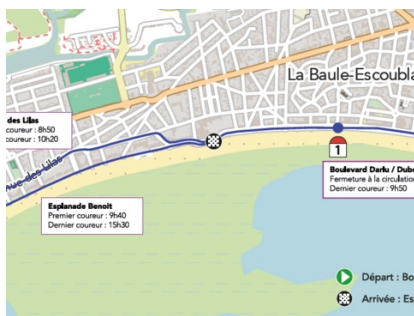 La Baule-Escoubla
des Lilas
coureur : 8h50
coureur : 10h20
nue des Lilas
1
Boulevard Darlu / Dubo
Fermeture à la circulation
Dernier coureur : 9h50
Esplanade Benoit
Premier coureur : 9h40
Dernier coureur : 15h30
Départ : Bo
Arrivée : Es